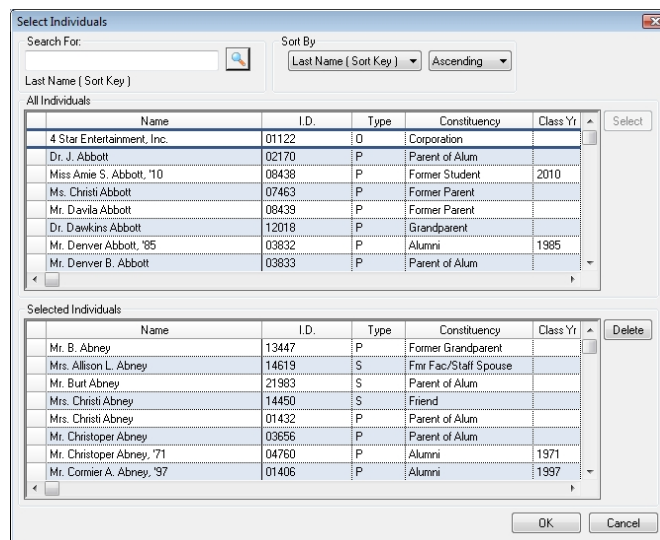 Select Individuals
Search For:
Last Name ( Sort Key )
Sort By
Last Name ( Sort Key ) Ascending
All Individuals
Name I.D. Type Constituency Class Yr
4 Star Entertainment, Inc. 01122 O Corporation
Dr. J. Abbott 02170 P Parent of Alum
Miss Amie S. Abbott, '10 08438 P Former Student 2010
Ms. Christi Abbott 07463 P Former Parent
Mr. Davila Abbott 08439 P Former Parent
Dr. Dawkins Abbott 12018 P Grandparent
Mr. Denver Abbott, '85 03832 P Alumni 1985
Mr. Denver B. Abbott 03833 P Parent of Alum
Select
Selected Individuals
Name I.D. Type Constituency Class Yr
Mr. B. Abney 13447 P Former Grandparent
Mrs. Allison L. Abney 14619 S Fmr Fac/Staff Spouse
Mr. Burt Abney 21983 S Parent of Alum
Mrs. Christi Abney 14450 S Friend
Mrs. Christi Abney 01432 P Parent of Alum
Mr. Christoper Abney 03656 P Parent of Alum
Mr. Christoper Abney, '71 04760 P Alumni 1971
Mr. Cormier A. Abney, '97 01406 P Alumni 1997
Delete
OK Cancel